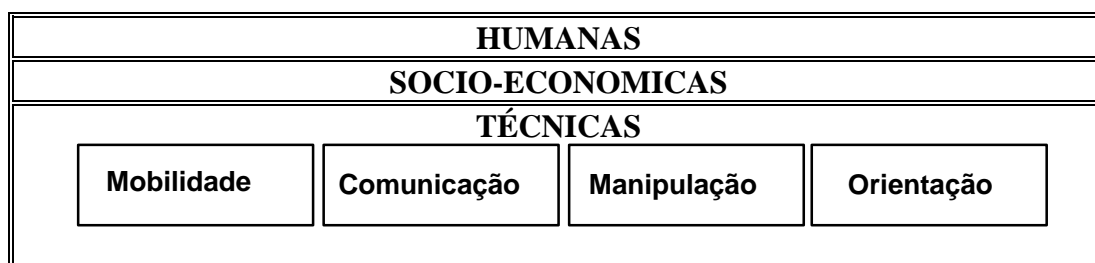 HUMANAS
SOCIO-ECONOMICAS
TÉCNICAS
Mobilidade Comunicação Manipulação Orientação